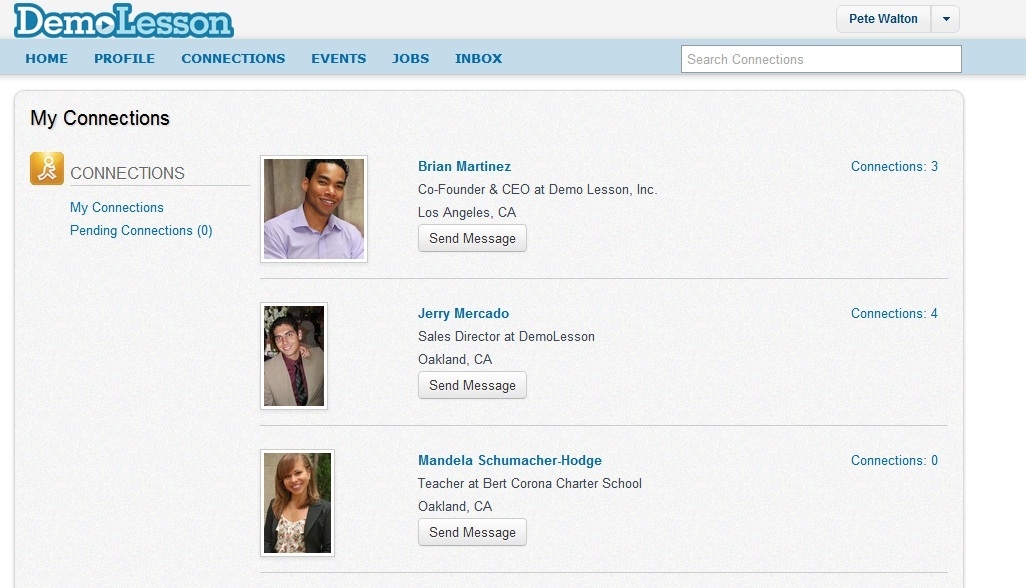 DemoLesson
Pete Walton
HOME PROFILE CONNECTIONS EVENTS JOBS INBOX
Search Connections
My Connections
CONNECTIONS
My Connections
Pending Connections (0)
Brian Martinez
Connections: 3
Co-Founder & CEO at Demo Lesson, Inc.
Los Angeles, CA
Send Message
Jerry Mercado
Connections: 4
Sales Director at DemoLesson
Oakland, CA
Send Message
Mandela Schumacher-Hodge
Connections: 0
Teacher at Bert Corona Charter School
Oakland, CA
Send Message